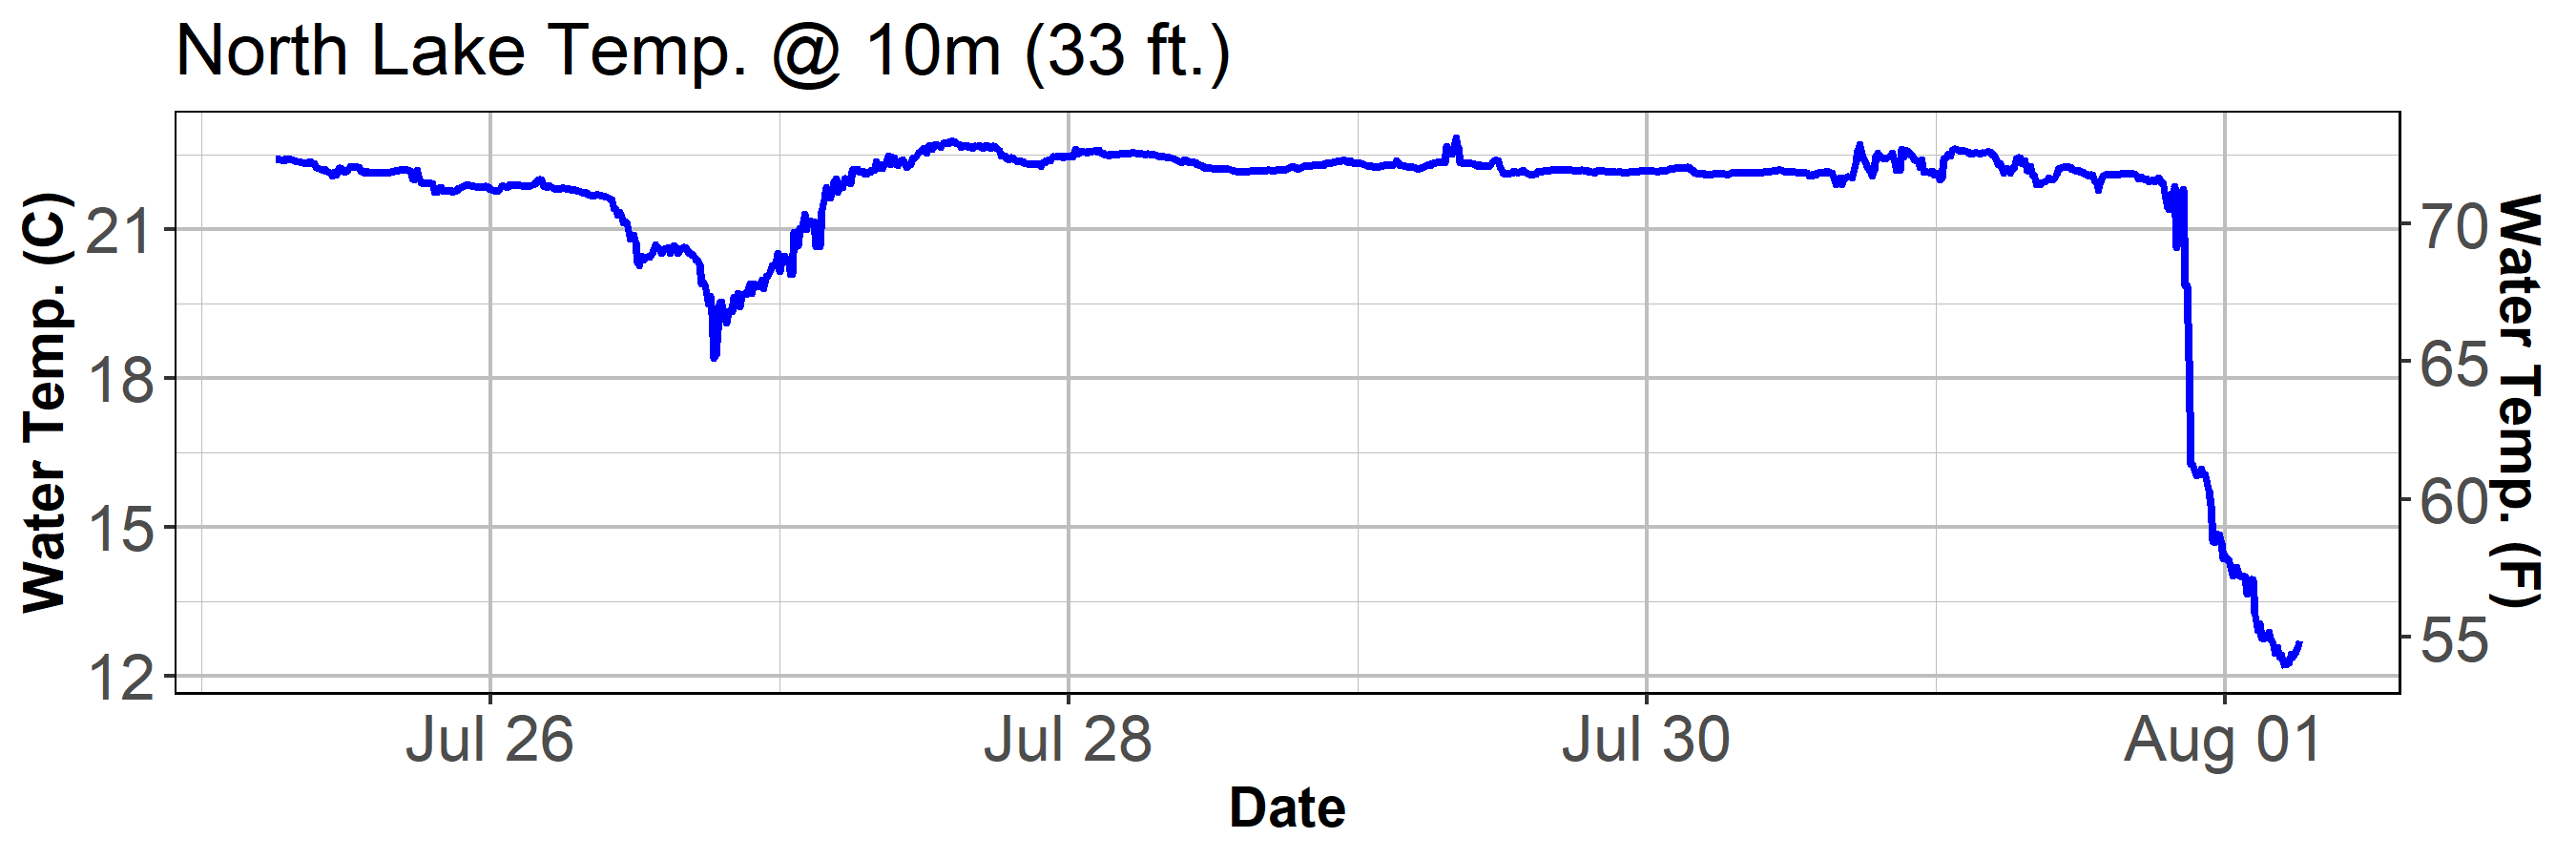 North Lake Temp. @ 10m (33 ft.)
Water Temp. (C)
21
18
15
12
70
65
60
55
Water Temp. (F)
Jul 26
Jul 28
Jul 30
Aug 01
Date